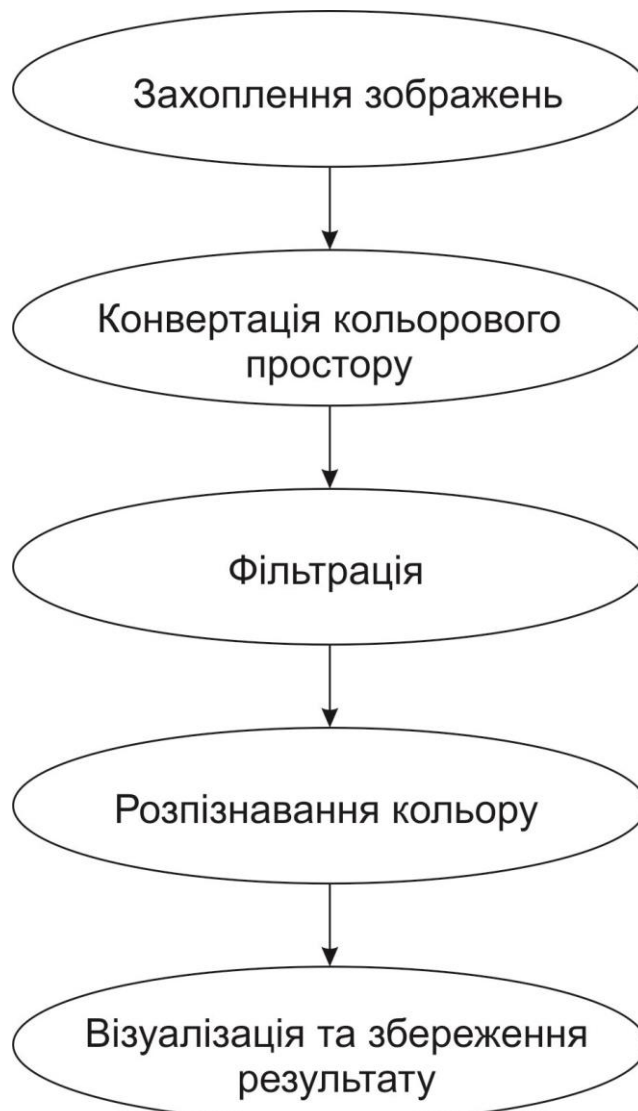 Захоплення зображень
Конвертація кольорового
простору
Фільтрація
Розпізнавання кольору
Візуалізація та збереження
результату